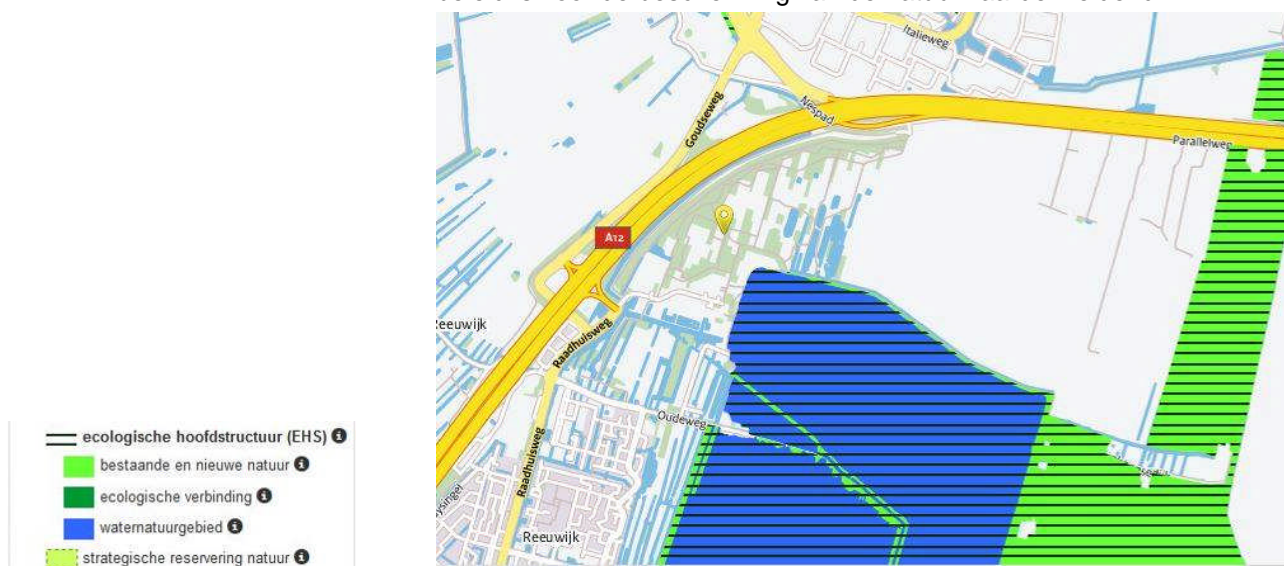 Italieweg
Nespad
Goudseweg
Parallelweg
A12
Reeuwijk
Raadhuisweg
Oudeweg
Raadhuisweg
Reeuwijk
ecologische hoofdstructuur (EHS)
bestaande en nieuwe natuur
ecologische verbinding
waternatuurgebied
strategische reservering natuur